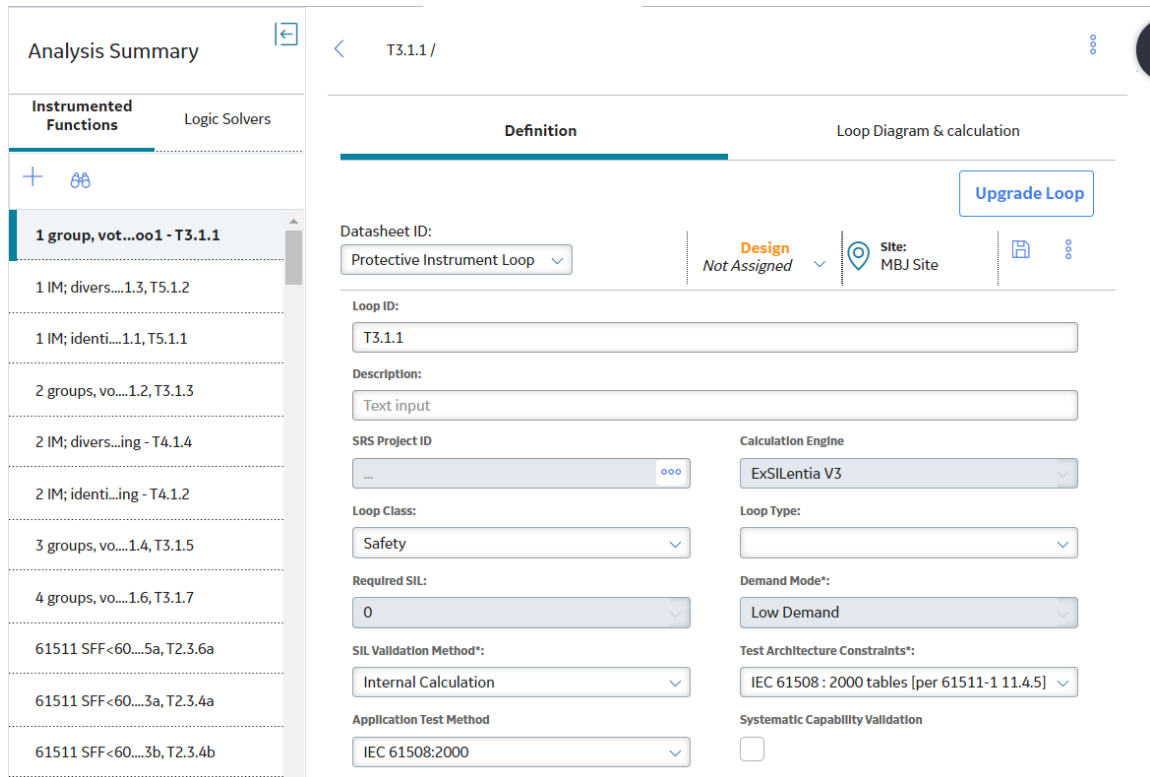 Analysis Summary
Instrumented
Functions
Logic Solvers
1 group, vot...oo1 - T3.1.1
1 IM; divers....1.3, T5.1.2
1 IM; identi....1.1, T5.1.1
2 groups, vo....1.2, T3.1.3
2 IM; divers...ing - T4.1.4
2 IM; identi...ing - T4.1.2
3 groups, vo....1.4, T3.1.5
4 groups, vo....1.6, T3.1.7
61511 SFF<60....5a, T2.3.6a
61511 SFF<60....3a, T2.3.4a
61511 SFF<60....3b, T2.3.4b
T3.1.1 /
Definition
Loop Diagram & calculation
Upgrade Loop
Datasheet ID:
Protective Instrument Loop
Design
Not Assigned
Site:
MBJ Site
Loop ID:
T3.1.1
Description:
Text input
SRS Project ID
...
Calculation Engine
ExSILentia V3
Loop Class:
Safety
Loop Type:
Required SIL:
0
Demand Mode*:
Low Demand
SIL Validation Method*:
Internal Calculation
Test Architecture Constraints*:
IEC 61508 : 2000 tables [per 61511-1 11.4.5]
Application Test Method
IEC 61508:2000
Systematic Capability Validation